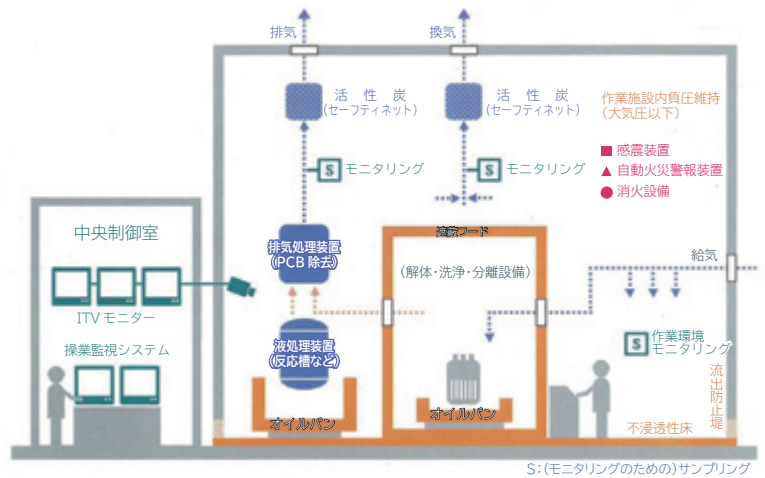 排気
換気
活性炭
(セーフティネット)
活性炭
(セーフティネット)
作業施設内負圧維持
(大気圧以下)
■ 感震装置
▲ 自動火災警報装置
● 消火設備
S モニタリング
S モニタリング
中央制御室
排気処理装置
(PCB 除去)
遮蔽フード
(解体・洗浄・分離設備)
給気
ITV モニター
操業監視システム
液処理装置
(反応槽など)
S 作業環境
モニタリング
オイルパン
オイルパン
不浸透性床
流出防止堤
S:(モニタリングのための)サンプリング